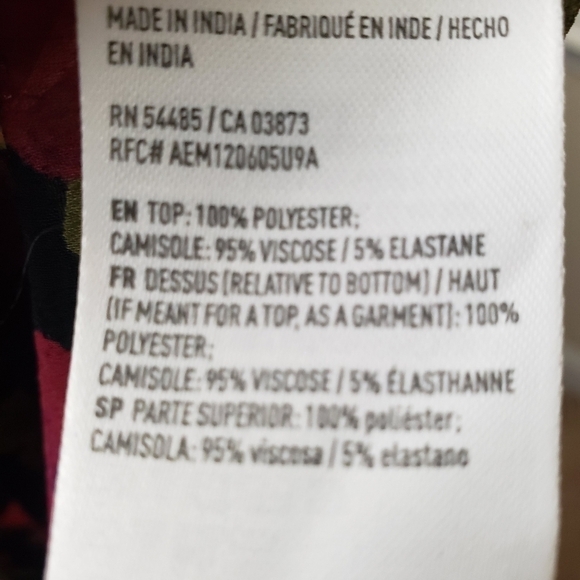 MADE IN INDIA / FABRIQUÉ EN INDE / HECHO
EN INDIA
RN 54485 / CA 03873
RFC# AEM120605U9A
EN TOP: 100% POLYESTER;
CAMISOLE: 95% VISCOSE / 5% ELASTANE
FR DESSUS (RELATIVE TO BOTTOM) / HAUT
(IF MEANT FOR A TOP, AS A GARMENT): 100%
POLYESTER;
CAMISOLE: 95% VISCOSE / 5% ÉLASTHANNE
SP PARTE SUPERIOR: 100% poliéster;
CAMISOLA: 95% viscosa / 5% elastano